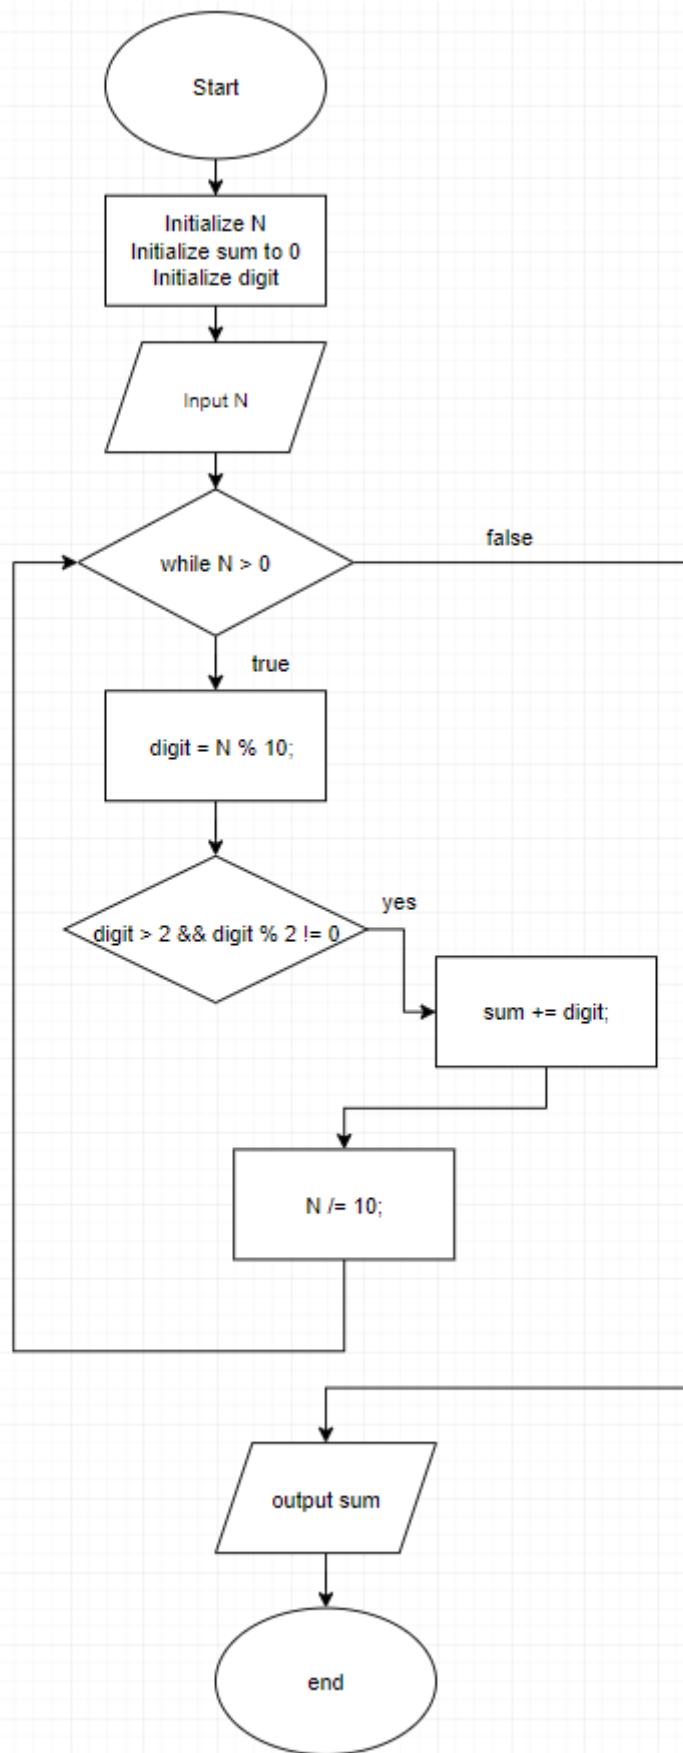 Start
Initialize N
Initialize sum to 0
Initialize digit
Input N
while N > 0
false
true
digit = N % 10;
digit > 2 && digit % 2 != 0
yes
sum += digit;
N /= 10;
output sum
end